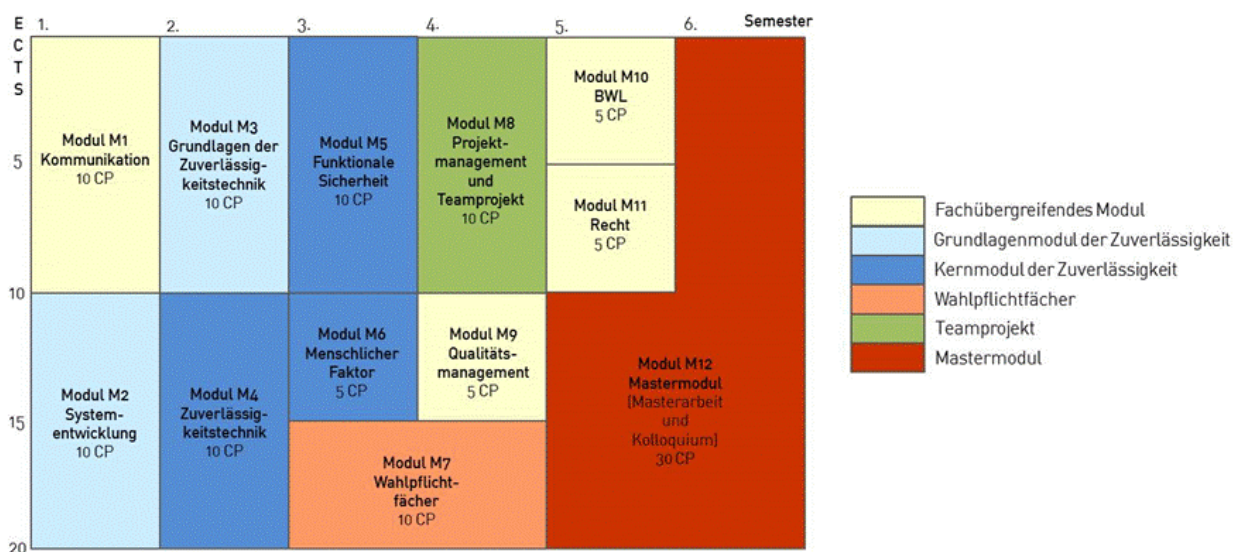 E
C
T
S
1.
2.
3.
4.
5.
6.
Semester
5
10
15
20
Modul M1
Kommunikation
10 CP
Modul M2
System-
entwicklung
10 CP
Modul M3
Grundlagen der
Zuverlässig-
keitstechnik
10 CP
Modul M4
Zuverlässig-
keitstechnik
10 CP
Modul M5
Funktionale
Sicherheit
10 CP
Modul M6
Menschlicher
Faktor
5 CP
Modul M7
Wahlpflicht-
fächer
10 CP
Modul M8
Projekt-
management
und
Teamprojekt
10 CP
Modul M9
Qualitäts-
management
5 CP
Modul M10
BWL
5 CP
Modul M11
Recht
5 CP
Modul M12
Mastermodul
[Masterarbeit
und
Kolloquium]
30 CP
Fachübergreifendes Modul
Grundlagenmodul der Zuverlässigkeit
Kernmodul der Zuverlässigkeit
Wahlpflichtfächer
Teamprojekt
Mastermodul